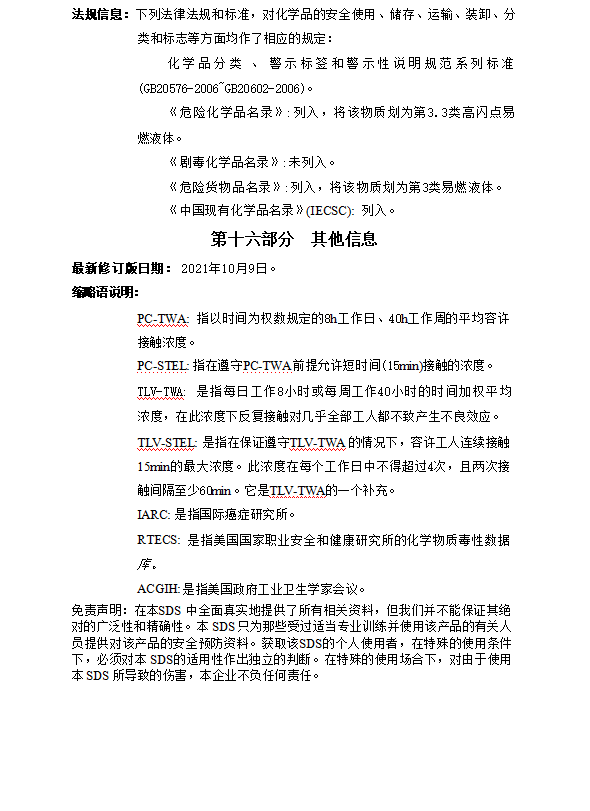 法规信息：下列法律法规和标准，对化学品的安全使用、储存、运输、装卸、分
类和标志等方面均作了相应的规定：
化学品分类 、 警示标签和警示性说明规范系列标准
(GB20576-2006~GB20602-2006)。
《危险化学品名录》：列入，将该物质划为第3.3类高闪点易
燃液体。
《剧毒化学品名录》：未列入。
《危险货物品名录》：列入，将该物质划为第3类易燃液体。
《中国现有化学品名录》(IECSC): 列入。
第十六部分 其他信息
最新修订版日期： 2021年10月9日。
缩略语说明：
PC-TWA: 指以时间为权数规定的8h工作日、40h工作周的平均容许
接触浓度。
PC-STEL: 指在遵守PC-TWA前提允许短时间(15min)接触的浓度。
TLV-TWA: 是指每日工作8小时或每周工作40小时的时间加权平均
浓度，在此浓度下反复接触对几乎全部工人都不致产生不良效应。
TLV-STEL: 是指在保证遵守TLV-TWA 的情况下，容许工人连续接触
15min的最大浓度。此浓度在每个工作日中不得超过4次，且两次接
触间隔至少60min。它是TLV-TWA的一个补充。
IARC: 是指国际癌症研究所。
RTECS: 是指美国国家职业安全和健康研究所的化学物质毒性数据
库。
ACGIH: 是指美国政府工业卫生学家会议。
免责声明：在本SDS 中全面真实地提供了所有相关资料，但我们并不能保证其绝
对的广泛性和精确性。本 SDS 只为那些受过适当专业训练并使用该产品的有关人
员提供对该产品的安全预防资料。获取该SDS的个人使用者，在特殊的使用条件
下，必须对本 SDS的适用性作出独立的判断。在特殊的使用场合下，对由于使用
本 SDS 所导致的伤害，本企业不负任何责任。